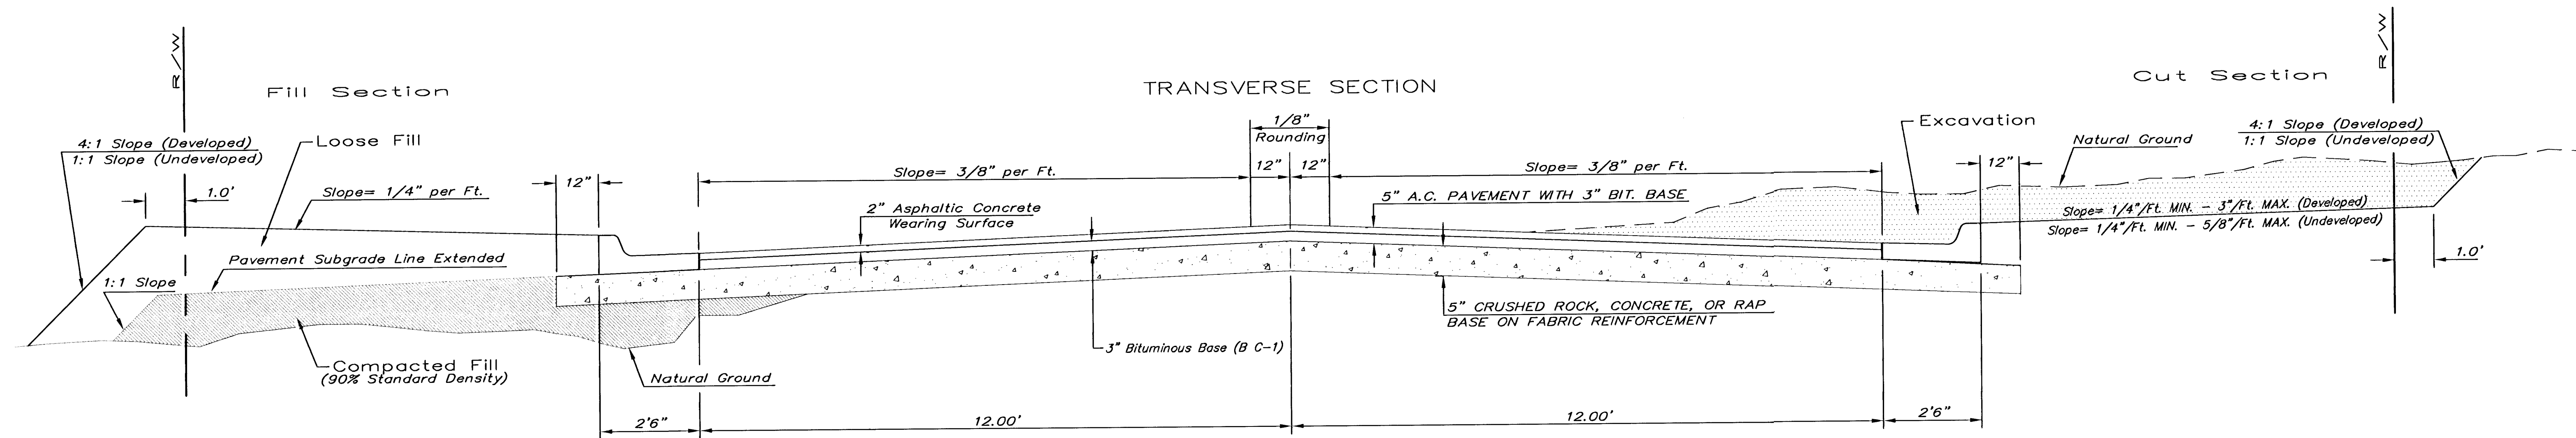 R/W
R/W
Fill Section
TRANSVERSE SECTION
Cut Section
4:1 Slope (Developed)
1:1 Slope (Undeveloped)
Loose Fill
1/8"
Rounding
Excavation
4:1 Slope (Developed)
1:1 Slope (Undeveloped)
Natural Ground
1.0'
Slope= 1/4" per Ft.
12"
Slope= 3/8" per Ft.
12"
12"
Slope= 3/8" per Ft.
12"
2" Asphaltic Concrete
Wearing Surface
5" A.C. PAVEMENT WITH 3" BIT. BASE
Slope= 1/4"/Ft. MIN. - 3"/Ft. MAX. (Developed)
Slope= 1/4"/Ft. MIN. - 5/8"/Ft. MAX. (Undeveloped)
1.0'
Pavement Subgrade Line Extended
1:1 Slope
5" CRUSHED ROCK, CONCRETE, OR RAP
BASE ON FABRIC REINFORCEMENT
3" Bituminous Base (B C-1)
Compacted Fill
(90% Standard Density)
Natural Ground
2'6"
12.00'
12.00'
2'6"